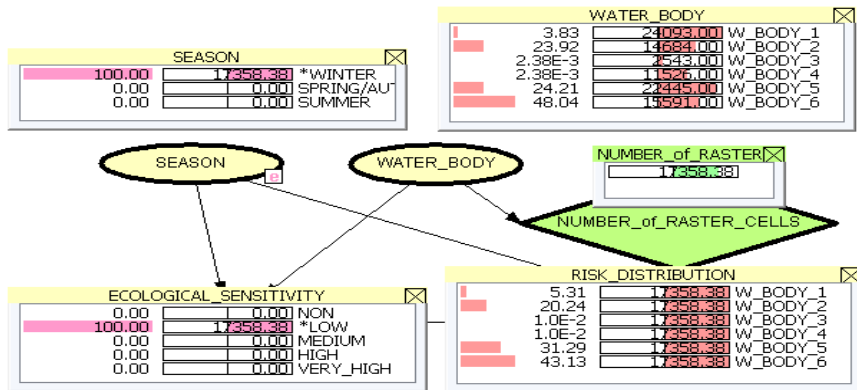 WATER_BODY
3.83 24093.00 W_BODY_1
23.92 14684.00 W_BODY_2
2.38E-3 2543.00 W_BODY_3
2.38E-3 11526.00 W_BODY_4
24.21 22445.00 W_BODY_5
48.04 15591.00 W_BODY_6
SEASON
100.00 17358.38 *WINTER
0.00 0.00 SPRING/AUT
0.00 0.00 SUMMER
SEASON
e
WATER_BODY
NUMBER_of_RASTER
17358.38
NUMBER_of_RASTER_CELLS
ECOLOGICAL_SENSITIVITY
0.00 0.00 NON
100.00 17358.38 *LOW
0.00 0.00 MEDIUM
0.00 0.00 HIGH
0.00 0.00 VERY_HIGH
RISK_DISTRIBUTION
5.31 17358.38 W_BODY_1
20.24 17358.38 W_BODY_2
1.0E-2 17358.38 W_BODY_3
1.0E-2 17358.38 W_BODY_4
31.29 17358.38 W_BODY_5
43.13 17358.38 W_BODY_6